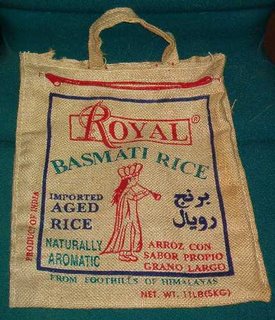 ROYAL®
BASMATI RICE
IMPORTED
AGED
RICE
برنج
رويال
NATURALLY
AROMATIC
ARROZ CON
SABOR PROPIO
GRANO LARGO
FROM FOOTHILLS OF HIMALAYAS
NET. WT. 11LB(5KG)
PRODUCT OF INDIA